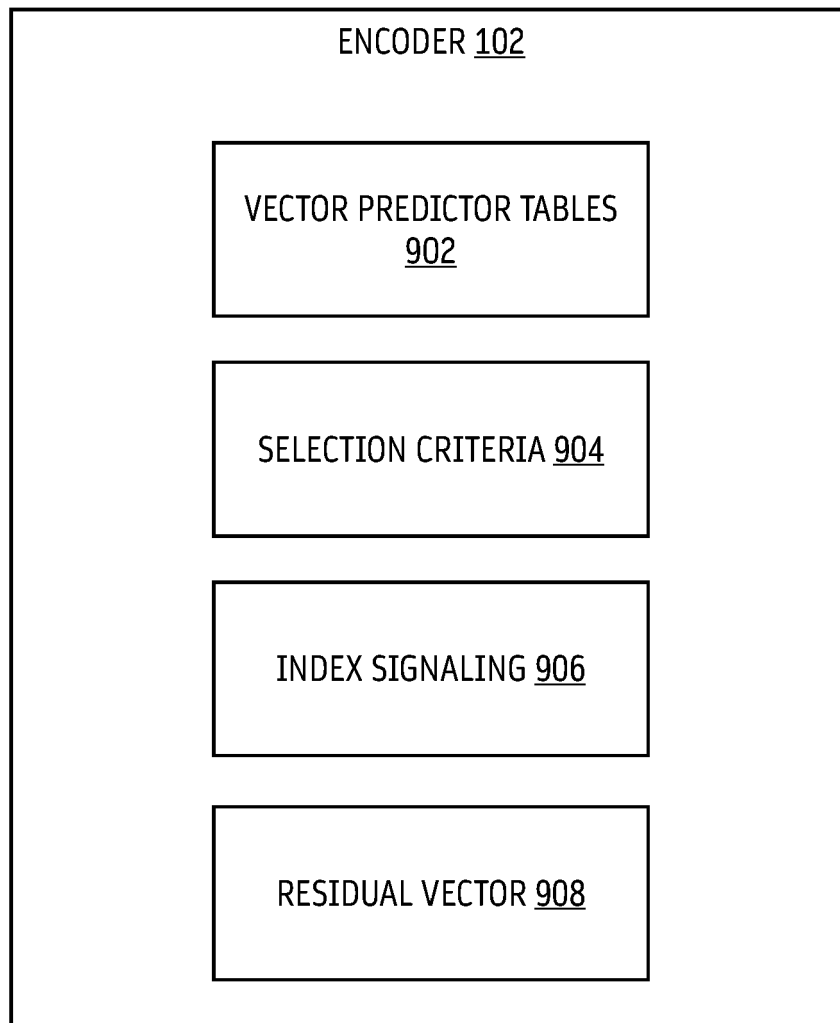 ENCODER 102
VECTOR PREDICTOR TABLES
902
SELECTION CRITERIA 904
INDEX SIGNALING 906
RESIDUAL VECTOR 908